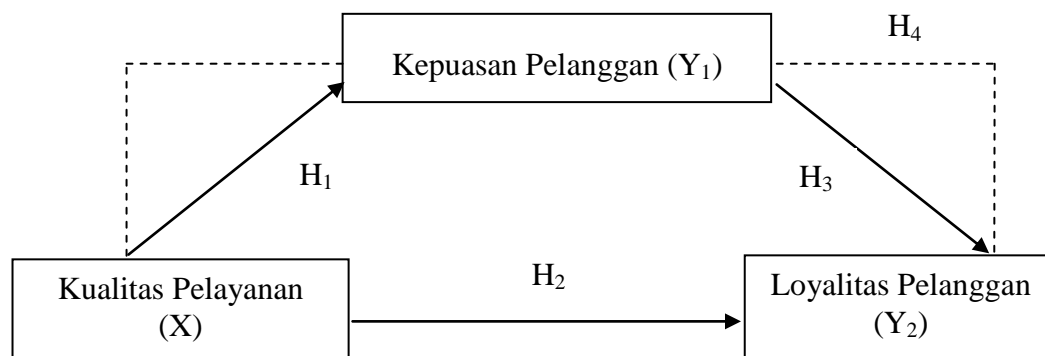 H₄
Kepuasan Pelanggan (Y₁)
H₁
H₃
H₂
Kualitas Pelayanan
(X)
Loyalitas Pelanggan
(Y₂)